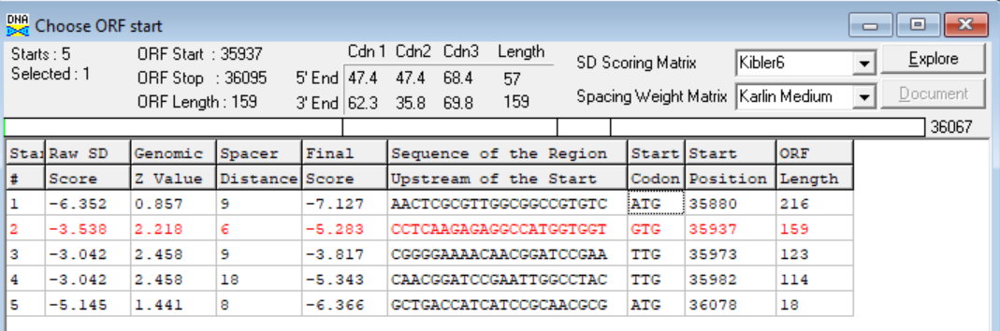 DNA Choose ORF start
Starts : 5 ORF Start : 35937 Cdn 1 Cdn2 Cdn3 Length SD Scoring Matrix Kibler6 Explore
Selected : 1 ORF Stop : 36095 5' End 47.4 47.4 68.4 57
ORF Length : 159 3' End 62.3 35.8 69.8 159 Spacing Weight Matrix Karlin Medium Document
36067
Star Raw SD Genomic Spacer Final Sequence of the Region Start Start ORF
# Score Z Value Distance Score Upstream of the Start Codon Position Length
1 -6.352 0.857 9 -7.127 AACTCGCGTTGGCGGCCGTGTC ATG 35880 216
2 -3.538 2.218 6 -5.283 CCTCAAGAGAGGCCATGGTGGT GTG 35937 159
3 -3.042 2.458 9 -3.817 CGGGGAAAACAACGGATCCGAA TTG 35973 123
4 -3.042 2.458 18 -5.343 CAACGGATCCGAATTGGCCTAC TTG 35982 114
5 -5.145 1.441 8 -6.366 GCTGACCATCATCCGCAACGCG ATG 36078 18